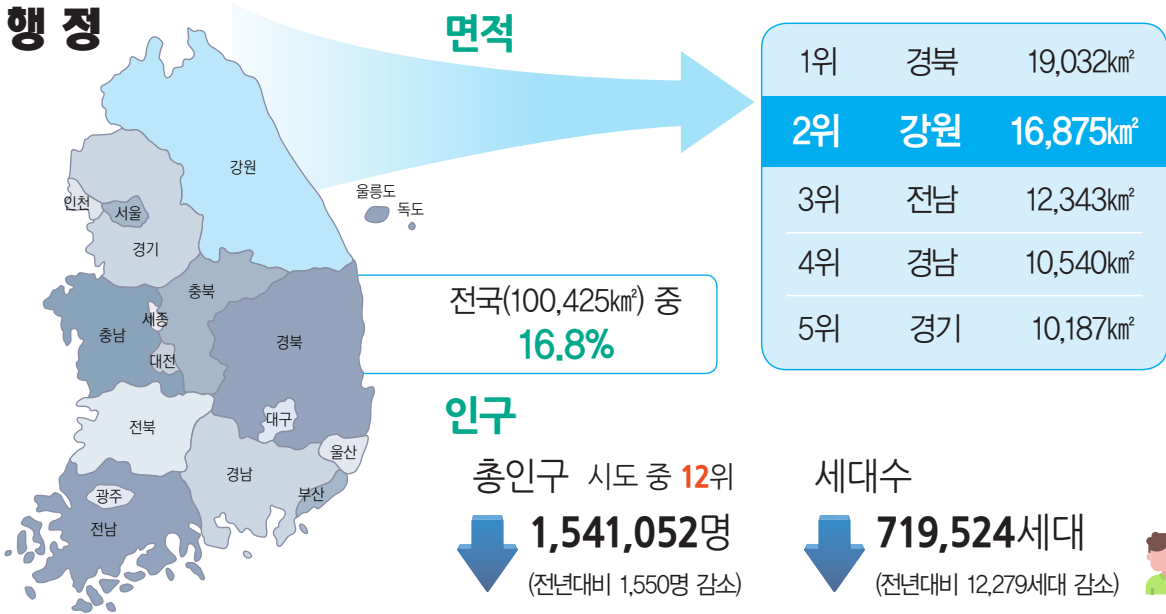 행 정
면적
1위 경북 19,032㎢
2위 강원 16,875㎢
3위 전남 12,343㎢
4위 경남 10,540㎢
5위 경기 10,187㎢
강원
울릉도
독도
인천
서울
경기
충북
세종
충남
대전
경북
전북
대구
울산
경남
부산
광주
전남
전국(100,425㎢) 중
16.8%
인구
총인구 시도 중 12위
1,541,052명
(전년대비 1,550명 감소)
세대수
719,524세대
(전년대비 12,279세대 감소)